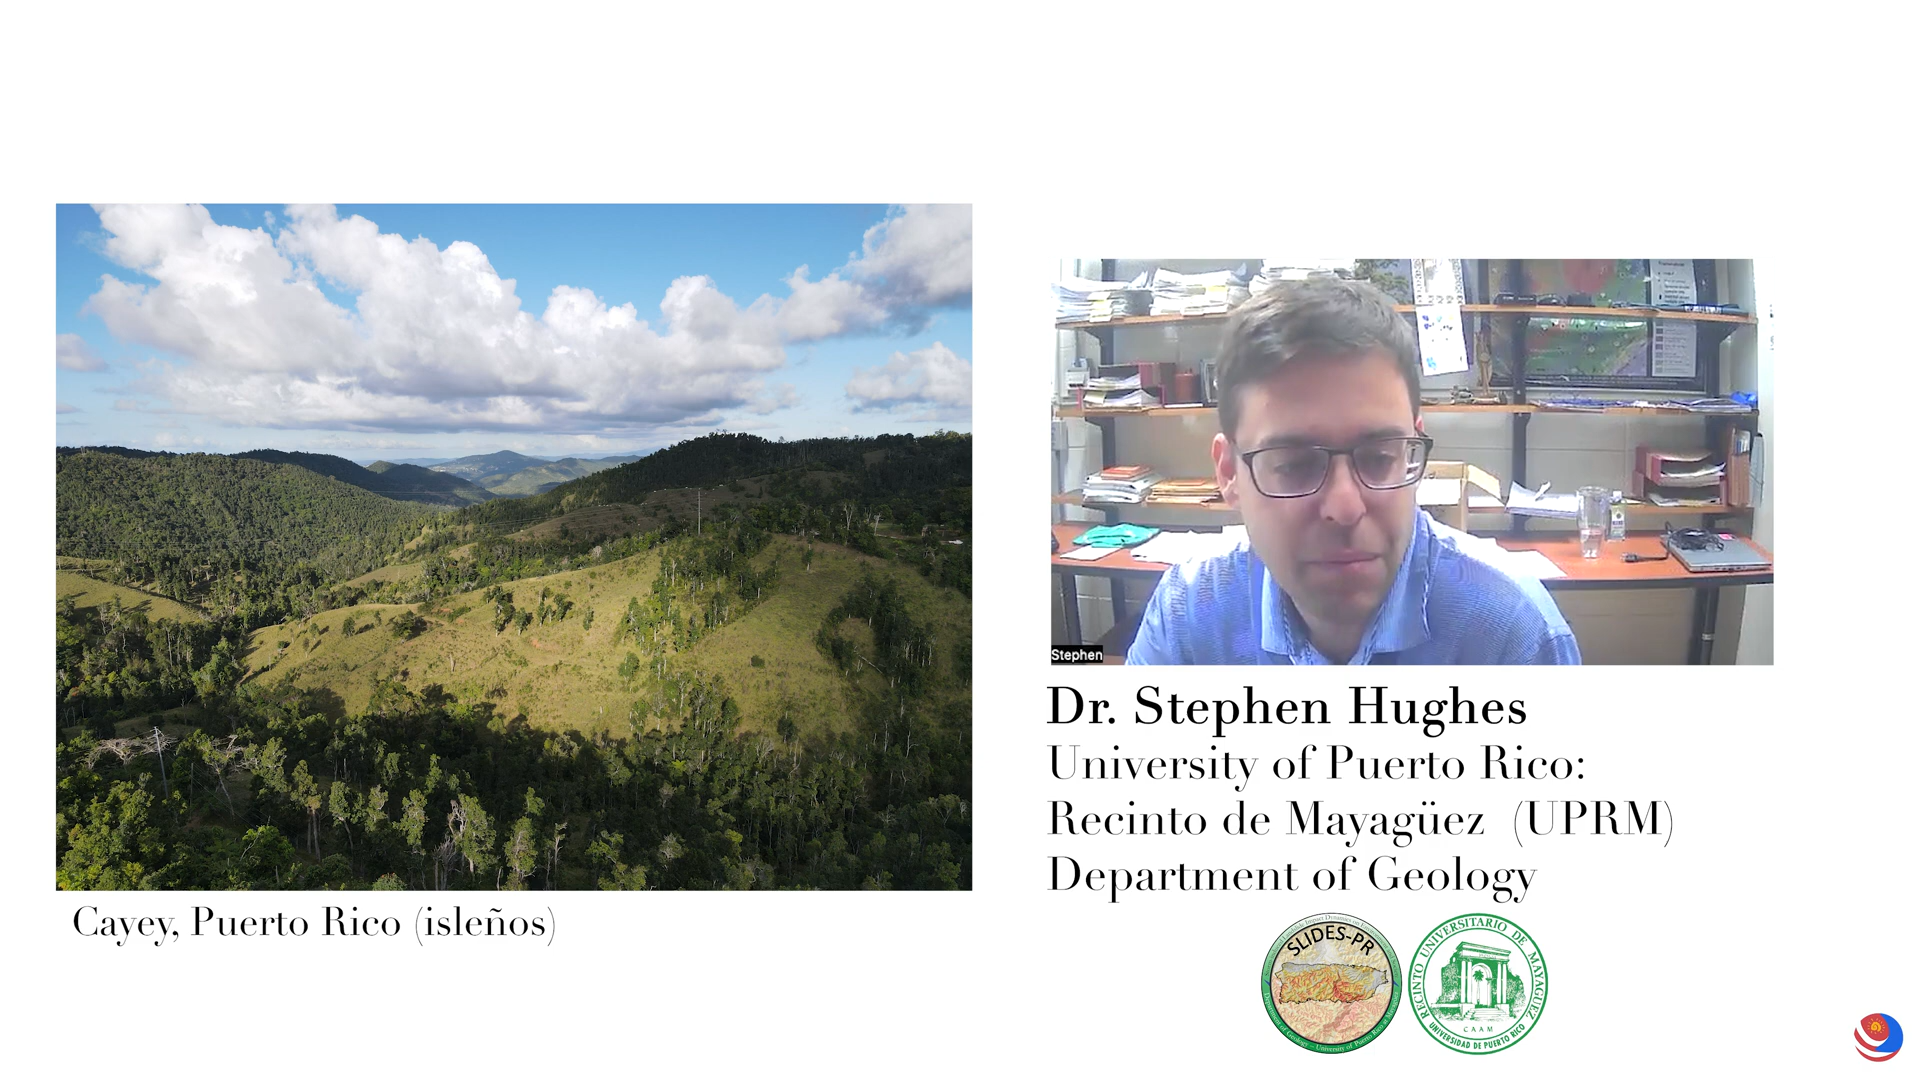 Stephen
Dr. Stephen Hughes
University of Puerto Rico:
Recinto de Mayagüez (UPRM)
Department of Geology
Cayey, Puerto Rico (isleños)
SLIDES-PR
RECINTO UNIVERSITARIO DE MAYAGÜEZ
CAAM
UNIVERSIDAD DE PUERTO RICO